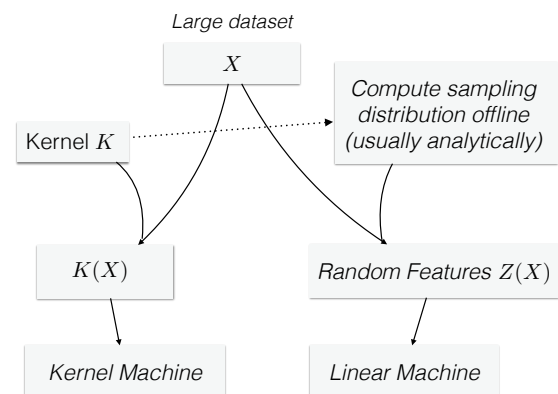 Large dataset
X
Compute sampling
distribution offline
(usually analytically)
Kernel K
K(X)
Random Features Z(X)
Kernel Machine
Linear Machine